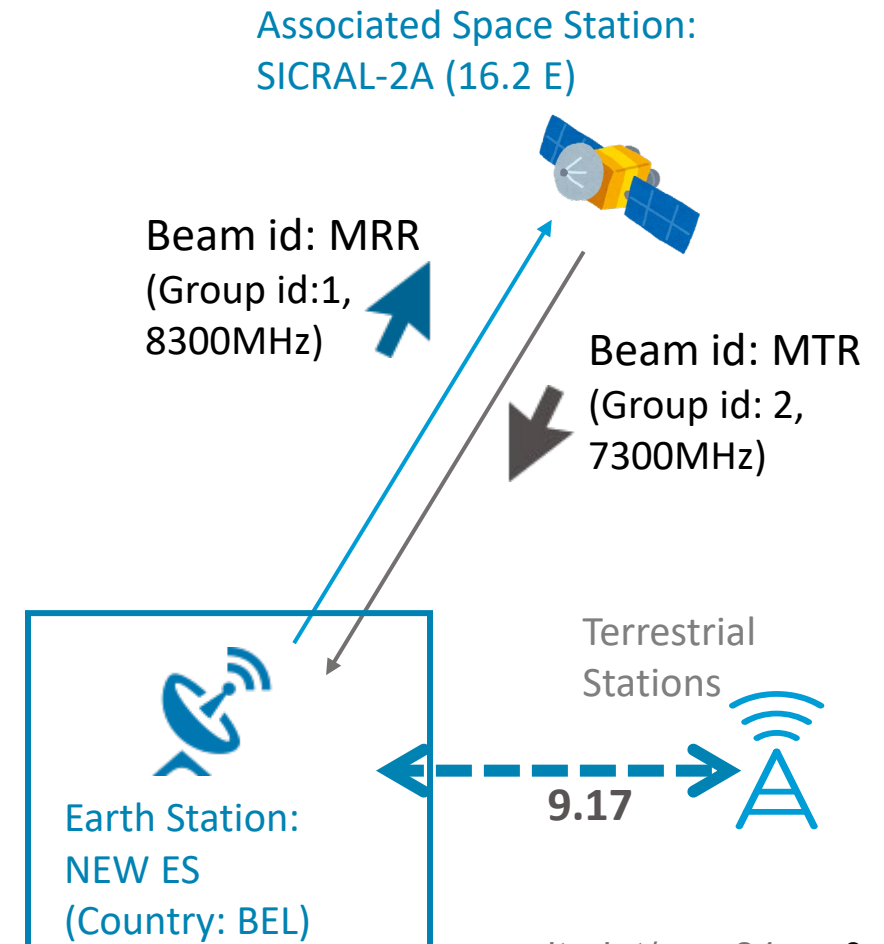 Associated Space Station:
SICRAL-2A (16.2 E)
Beam id: MRR
(Group id:1,
8300MHz)
Beam id: MTR
(Group id: 2,
7300MHz)
Terrestrial
Stations
9.17
Earth Station:
NEW ES
(Country: BEL)